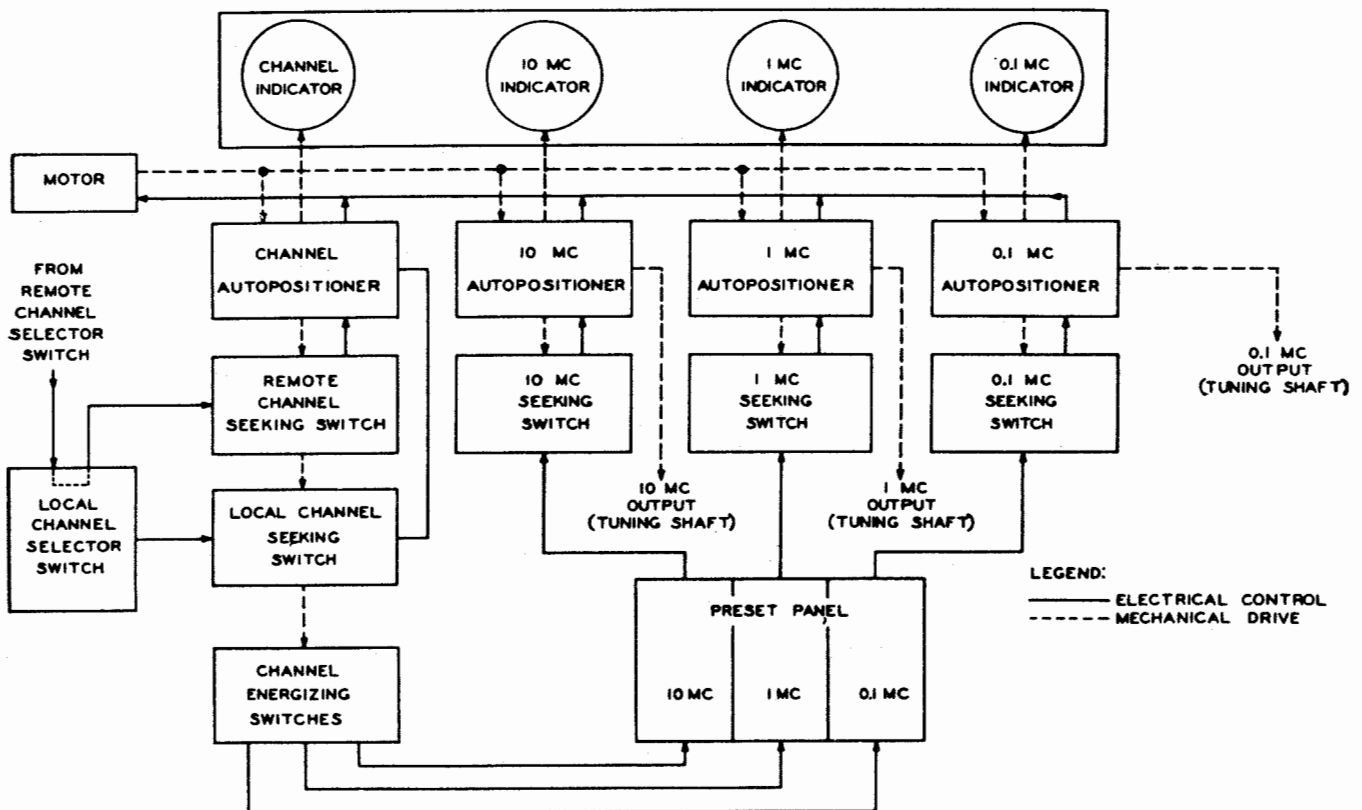 CHANNEL
INDICATOR
10 MC
INDICATOR
1 MC
INDICATOR
0.1 MC
INDICATOR
MOTOR
FROM
REMOTE
CHANNEL
SELECTOR
SWITCH
CHANNEL
AUTOPOSITIONER
10 MC
AUTOPOSITIONER
1 MC
AUTOPOSITIONER
0.1 MC
AUTOPOSITIONER
REMOTE
CHANNEL
SEEKING SWITCH
10 MC
SEEKING
SWITCH
1 MC
SEEKING
SWITCH
0.1 MC
SEEKING
SWITCH
0.1 MC
OUTPUT
(TUNING SHAFT)
LOCAL
CHANNEL
SELECTOR
SWITCH
LOCAL CHANNEL
SEEKING
SWITCH
10 MC
OUTPUT
(TUNING SHAFT)
1 MC
OUTPUT
(TUNING SHAFT)
CHANNEL
ENERGIZING
SWITCHES
PRESET PANEL
10 MC
1 MC
0.1 MC
LEGEND:
ELECTRICAL CONTROL
MECHANICAL DRIVE